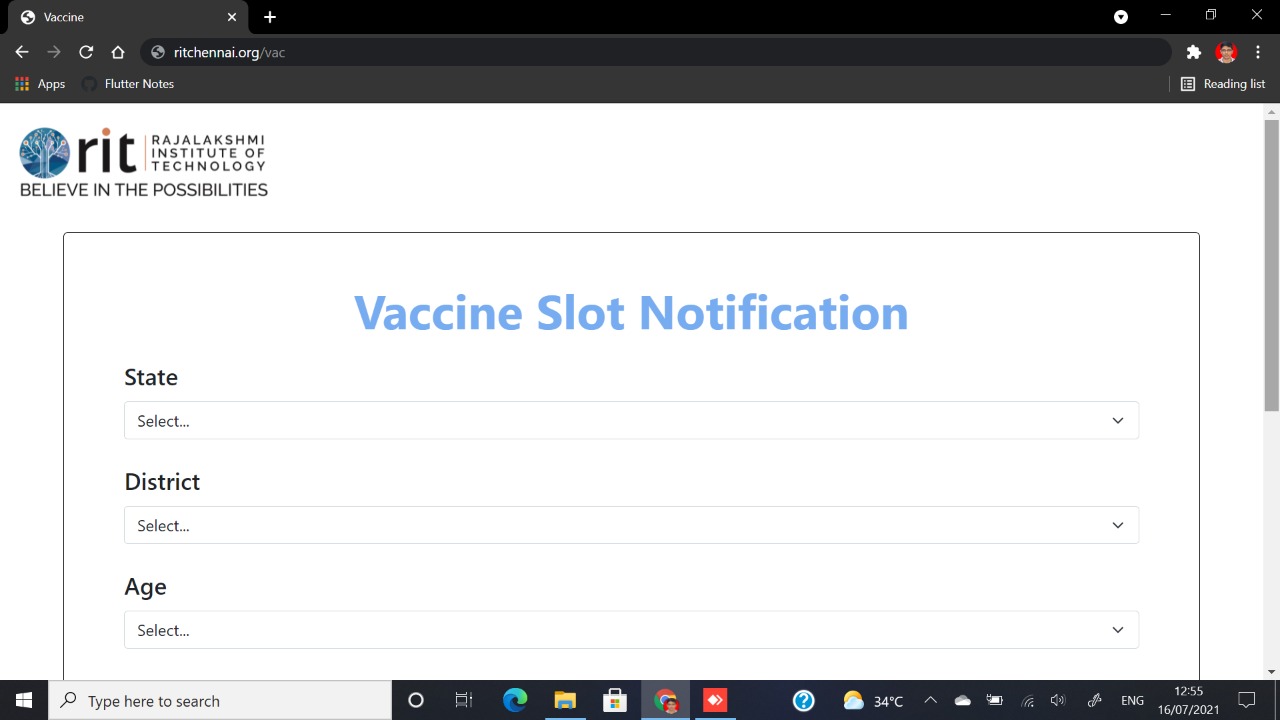 Vaccine
ritchennai.org/vac
Apps
Flutter Notes
Reading list
rit
RAJALAKSHMI
INSTITUTE OF
TECHNOLOGY
BELIEVE IN THE POSSIBILITIES
Vaccine Slot Notification
State
Select...
District
Select...
Age
Select...
Type here to search
34°C
ENG
12:55
16/07/2021